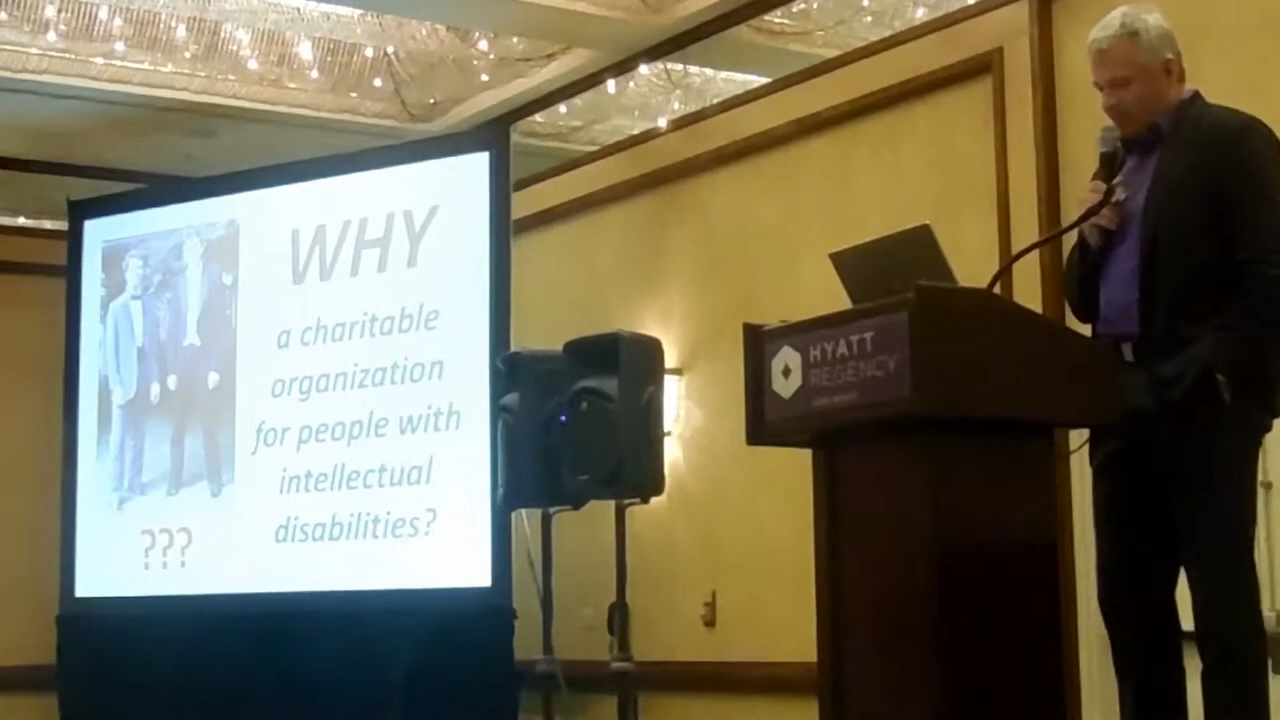 WHY
a charitable
organization
for people with
intellectual
disabilities?
???
HYATT
REGENCY